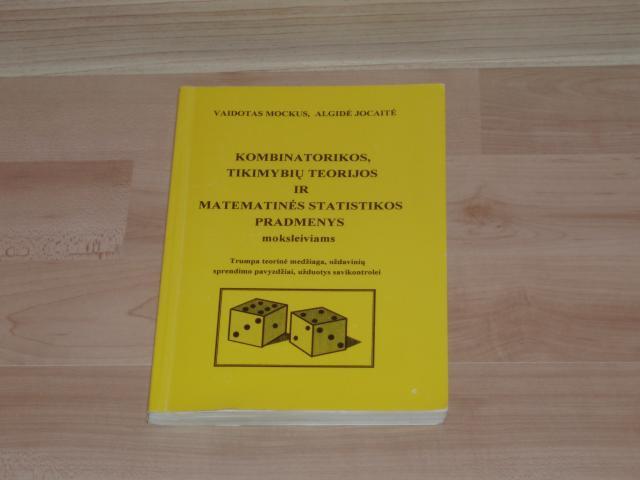 VAIDOTAS MOCKUS, ALGIDĖ JOCAITĖ
KOMBINATORIKOS,
TIKIMYBIŲ TEORIJOS
IR
MATEMATINĖS STATISTIKOS
PRADMENYS
moksleiviams
Trumpa teorinė medžiaga, uždavinių
sprendimo pavyzdžiai, užduotys savikontrolei